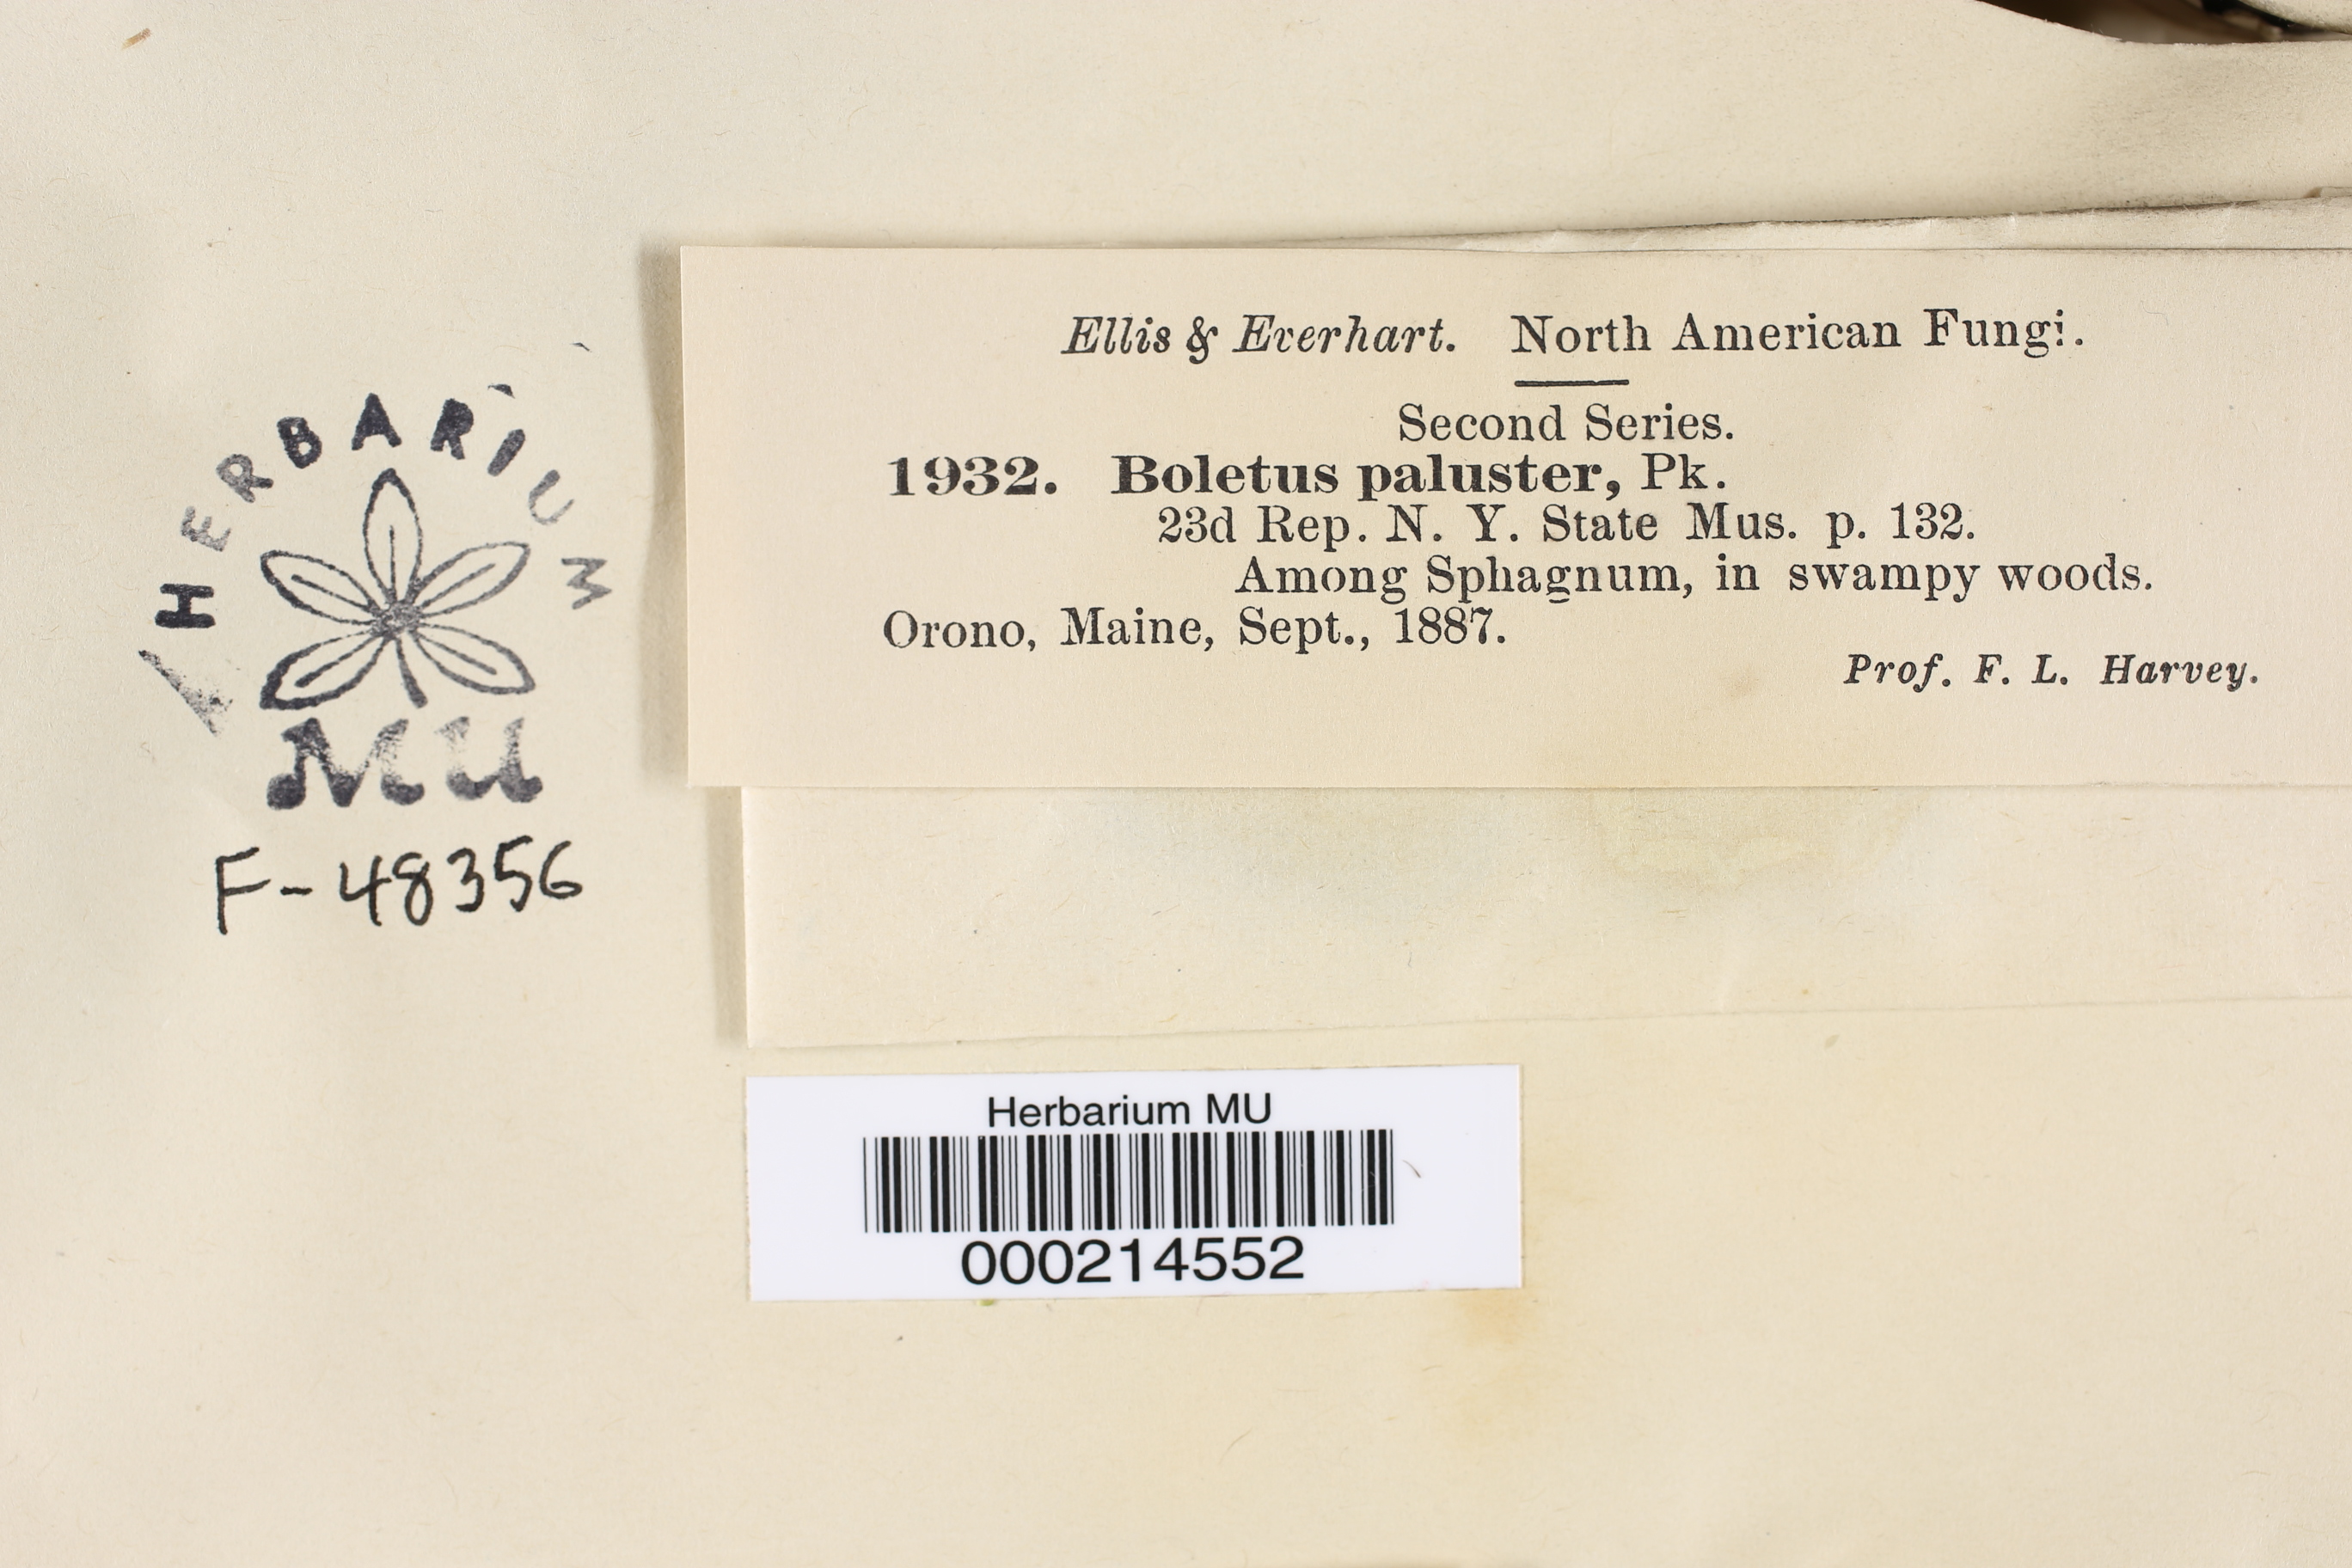 HERBARIUM
MU
F-48356
Ellis & Everhart. North American Fungi.
Second Series.
1932. Boletus paluster, Pk.
23d Rep. N. Y. State Mus. p. 132.
Among Sphagnum, in swampy woods.
Orono, Maine, Sept., 1887.
Prof. F. L. Harvey.
Herbarium MU
000214552